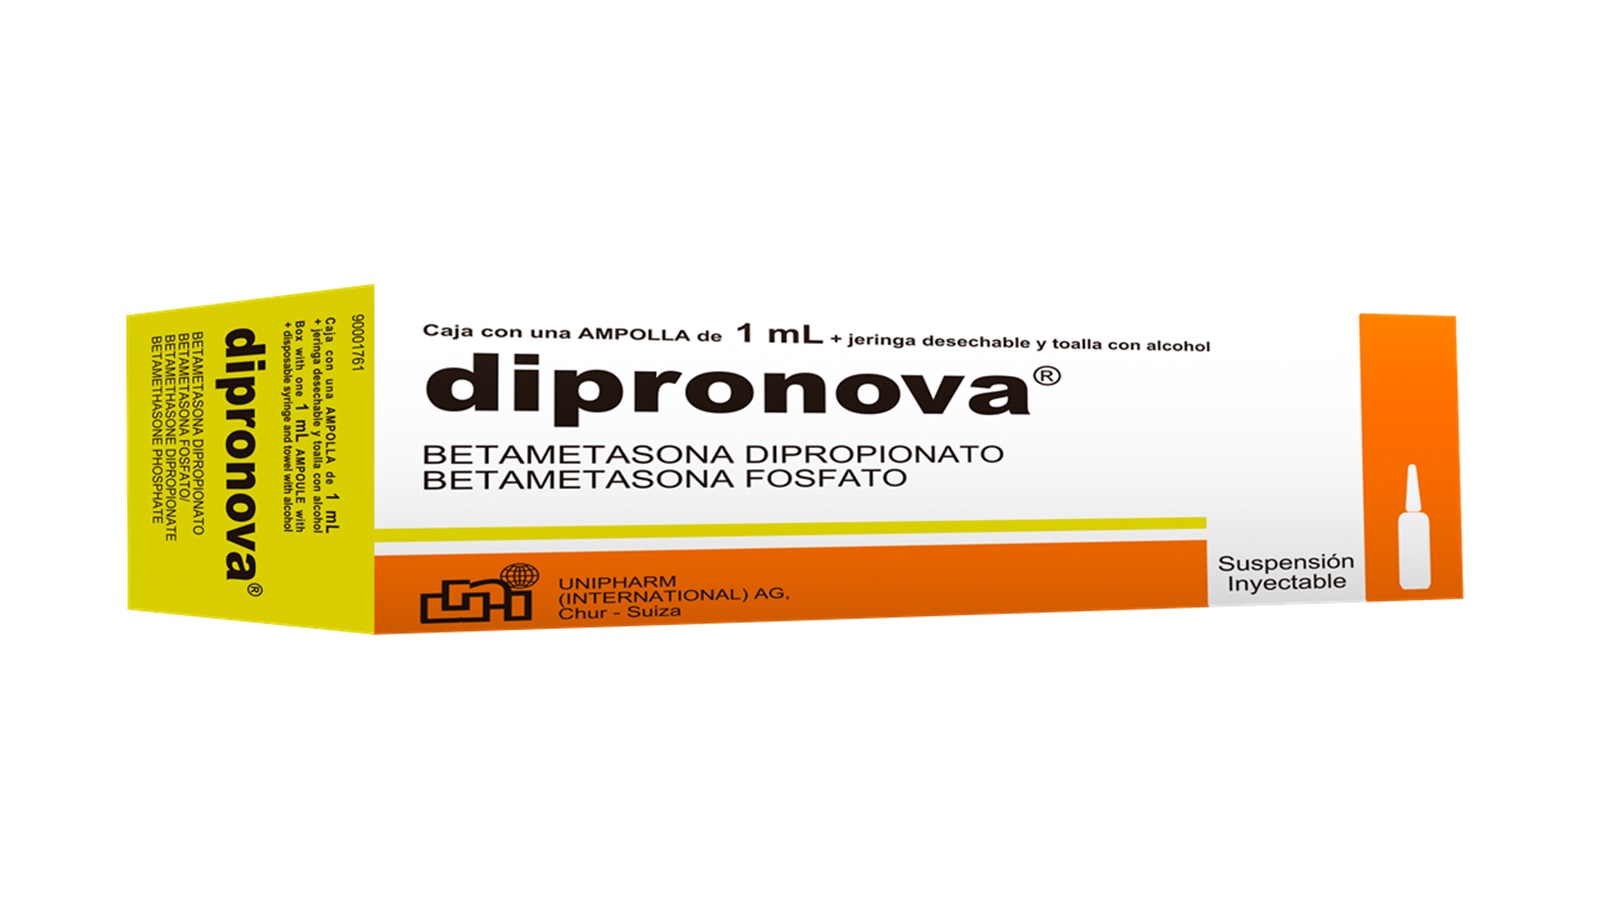 Caja con una AMPOLLA de 1 mL + jeringa desechable y toalla con alcohol
dipronova®
BETAMETASONA DIPROPIONATO
BETAMETASONA FOSFATO
UNIPHARM
(INTERNATIONAL) AG,
Chur - Suiza
Suspensión
Inyectable
90001761
Caja con una AMPOLLA de 1 mL
+ jeringa desechable y toalla con alcohol
Box with one 1 mL AMPOULE with
+ disposable syringe and towel with alcohol
dipronova®
BETAMETASONA DIPROPIONATO
BETAMETASONA FOSFATO/
BETAMETHASONE DIPROPIONATE
BETAMETHASONE PHOSPHATE